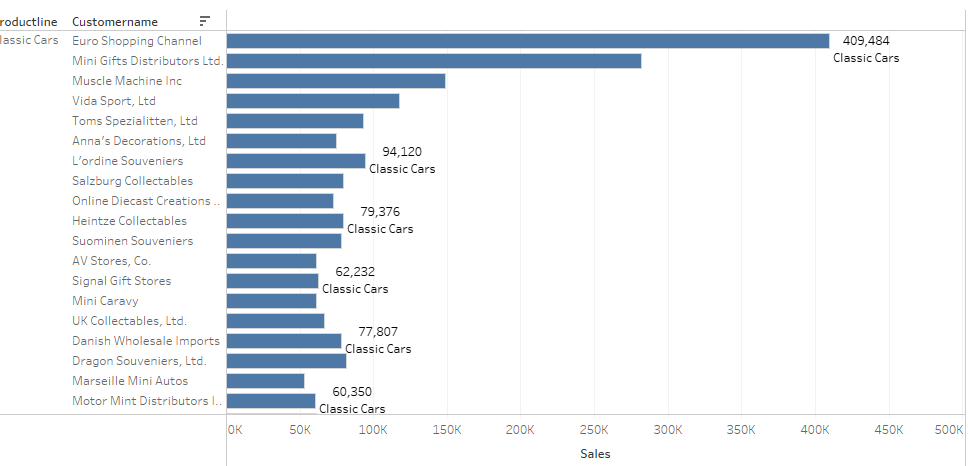 roductline Customername
lassic Cars Euro Shopping Channel 409,484
Classic Cars
Mini Gifts Distributors Ltd.
Muscle Machine Inc
Vida Sport, Ltd
Toms Spezialitten, Ltd
Anna's Decorations, Ltd
L'ordine Souveniers 94,120
Classic Cars
Salzburg Collectables
Online Diecast Creations ..
Heintze Collectables 79,376
Classic Cars
Suominen Souveniers
AV Stores, Co.
Signal Gift Stores 62,232
Classic Cars
Mini Caravy
UK Collectables, Ltd.
Danish Wholesale Imports 77,807
Classic Cars
Dragon Souveniers, Ltd.
Marseille Mini Autos
Motor Mint Distributors I.. 60,350
Classic Cars
0K 50K 100K 150K 200K 250K 300K 350K 400K 450K 500K
Sales